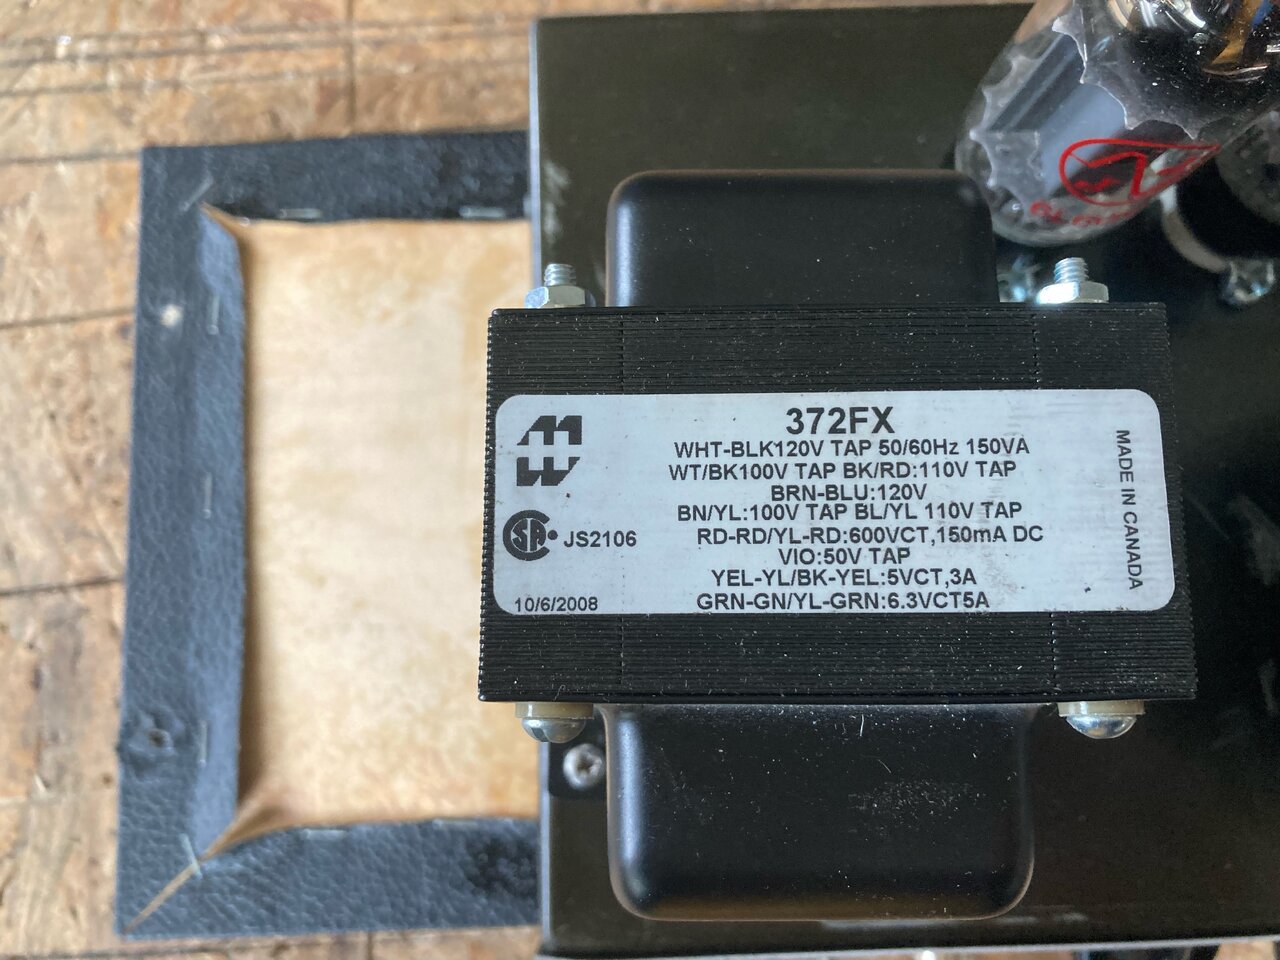 372FX
WHT-BLK120V TAP 50/60Hz 150VA
WT/BK100V TAP BK/RD:110V TAP
BRN-BLU:120V
BN/YL:100V TAP BL/YL 110V TAP
RD-RD/YL-RD:600VCT,150mA DC
VIO:50V TAP
YEL-YL/BK-YEL:5VCT,3A
GRN-GN/YL-GRN:6.3VCT5A
SA
JS2106
10/6/2008
MADE IN CANADA